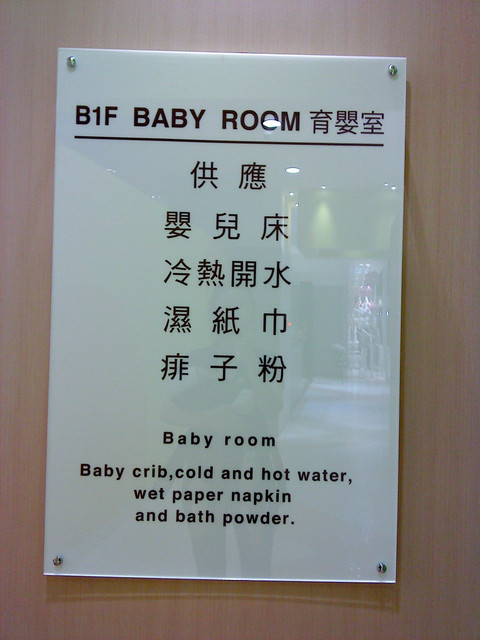 B1F BABY ROOM 育嬰室
供應
嬰兒床
冷熱開水
濕紙巾
痱子粉
Baby room
Baby crib,cold and hot water,
wet paper napkin
and bath powder.